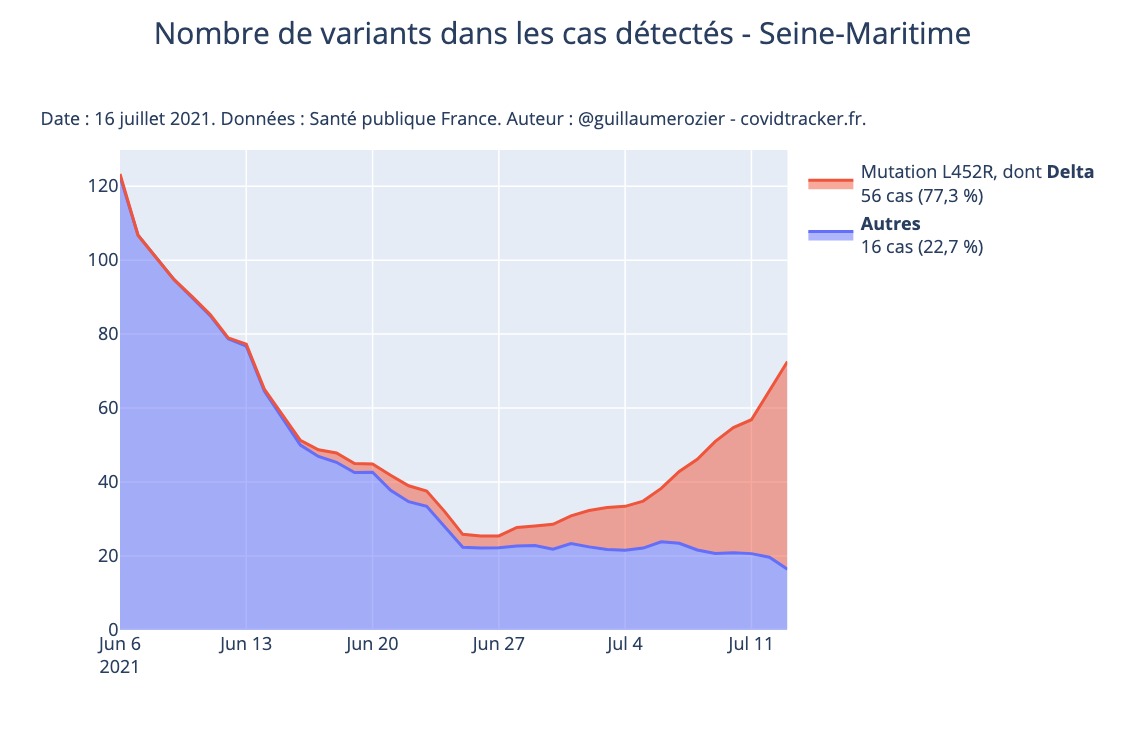 Nombre de variants dans les cas détectés - Seine-Maritime
Date : 16 juillet 2021. Données : Santé publique France. Auteur : @guillaumerozier - covidtracker.fr.
Mutation L452R, dont Delta
56 cas (77,3 %)
Autres
16 cas (22,7 %)
120
100
80
60
40
20
0
Jun 6
2021
Jun 13
Jun 20
Jun 27
Jul 4
Jul 11